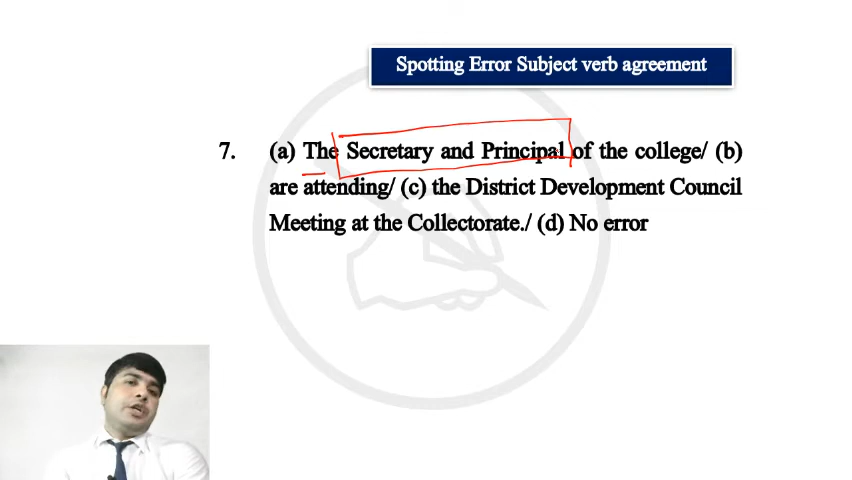 Spotting Error Subject verb agreement
7. (a) The Secretary and Principal of the college/ (b)
are attending/ (c) the District Development Council
Meeting at the Collectorate./ (d) No error